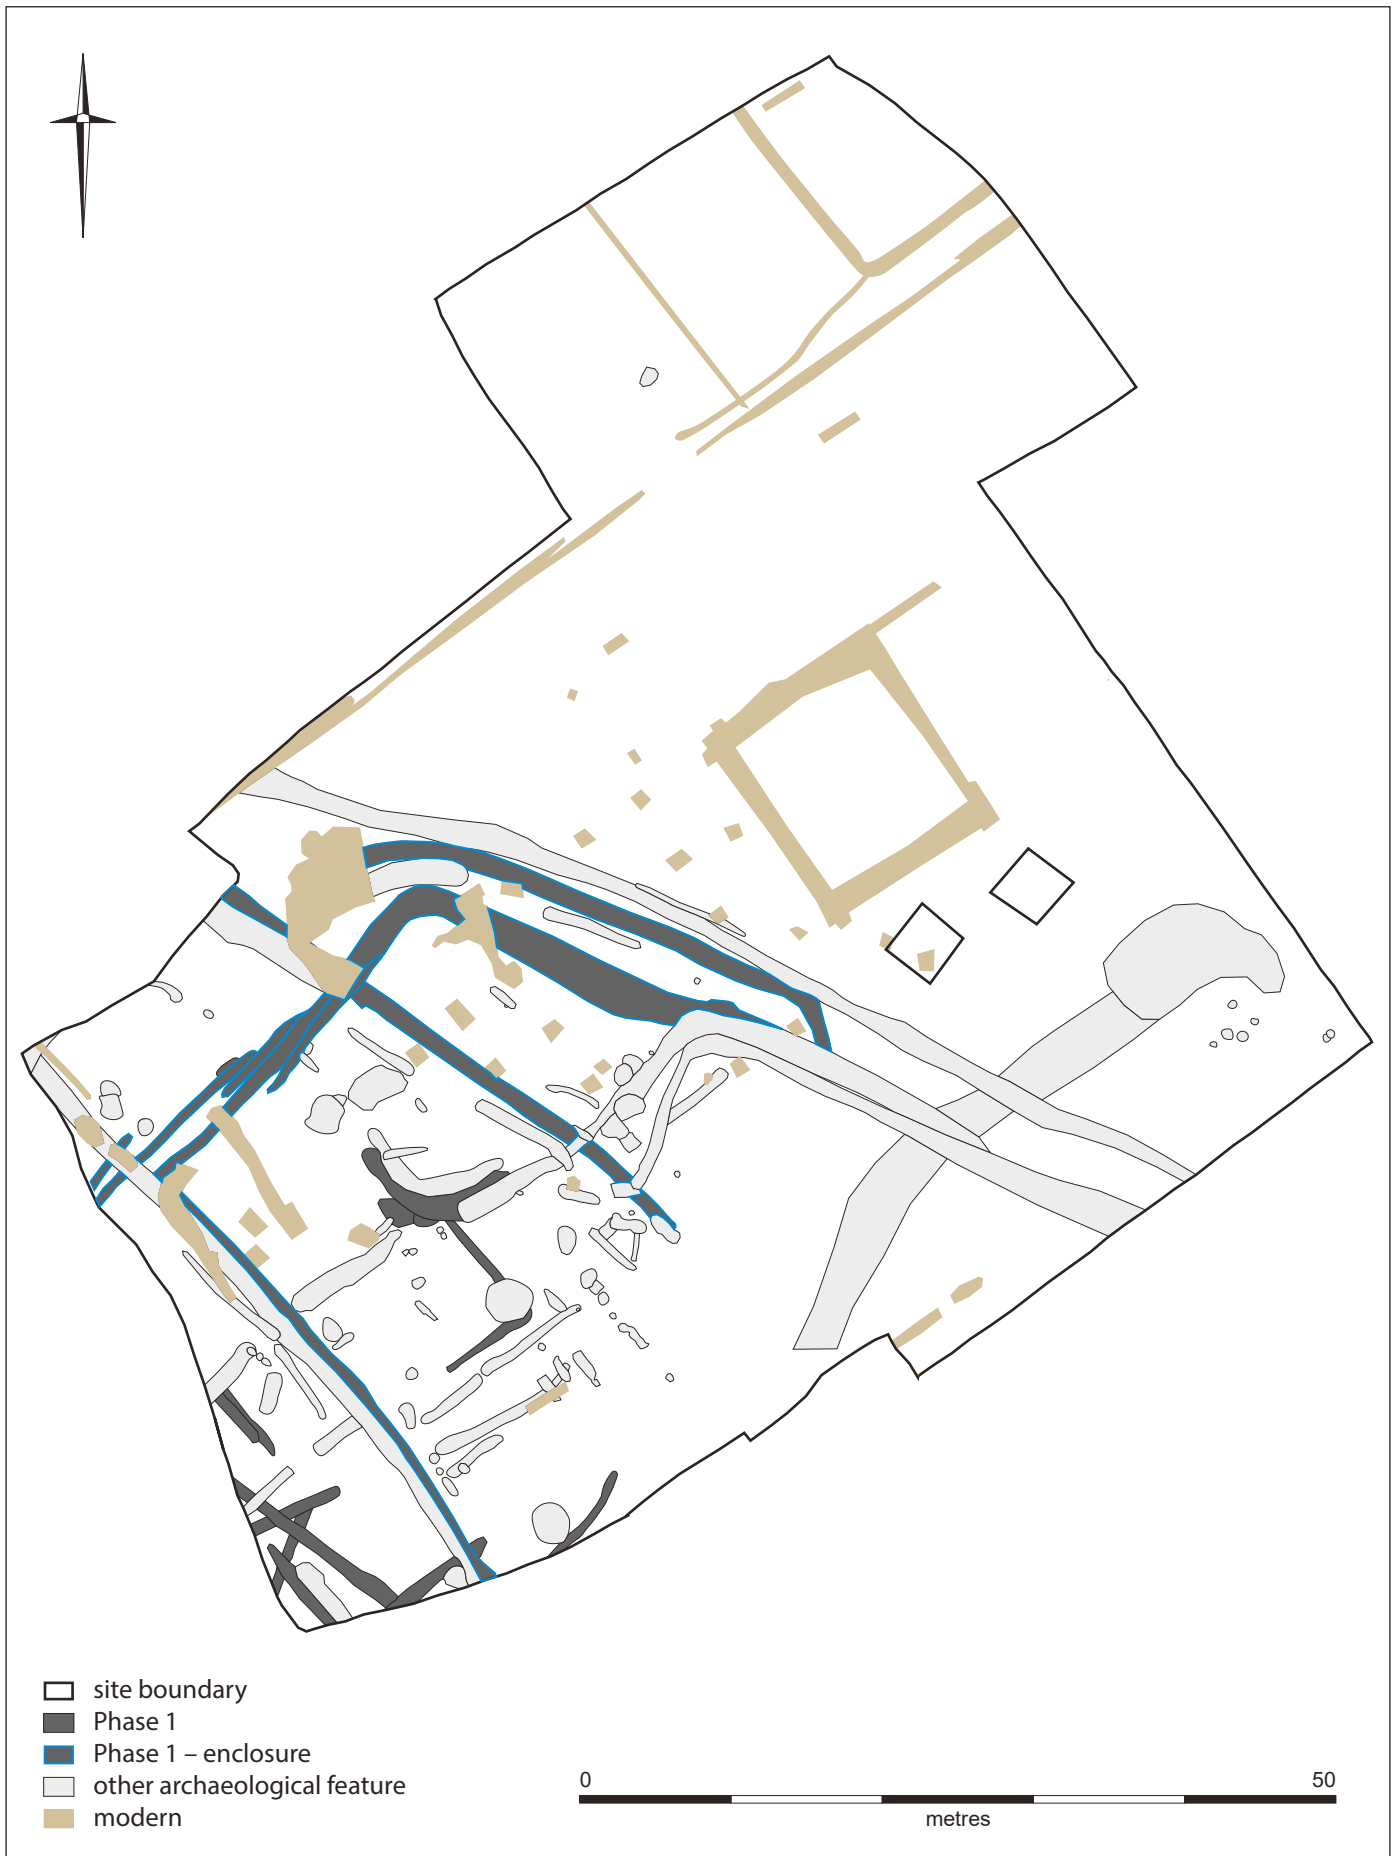 site boundary
Phase 1
Phase 1 – enclosure
other archaeological feature
modern
0 50
metres